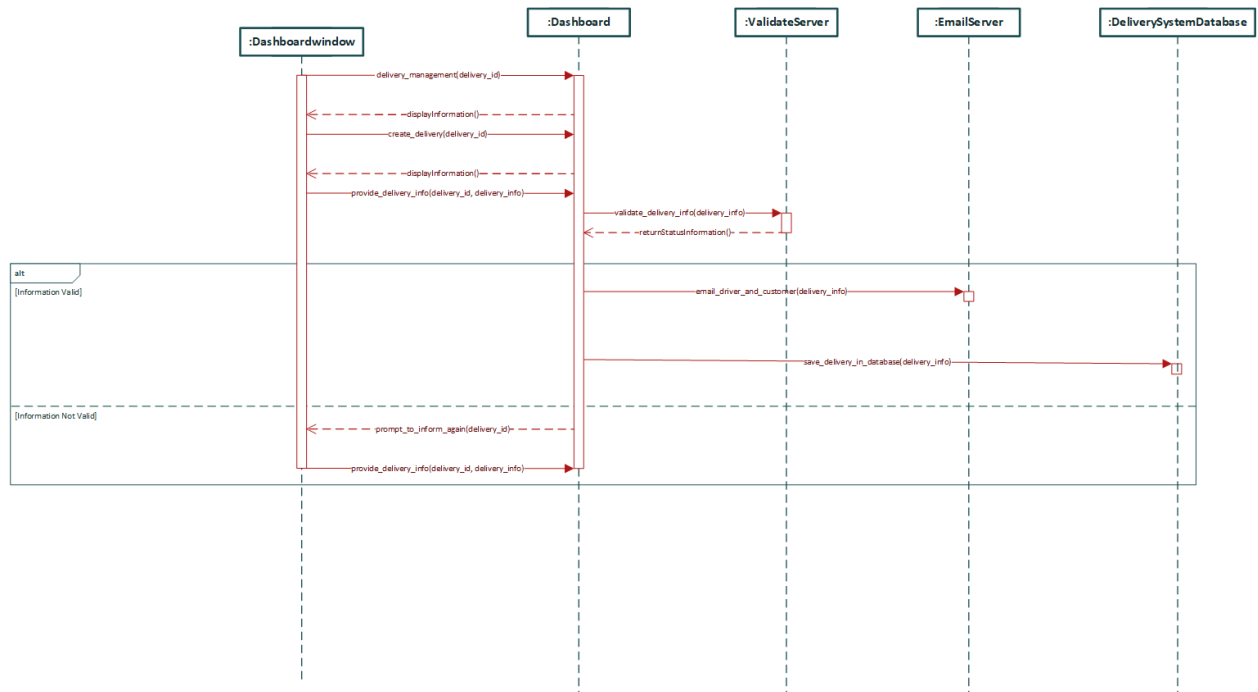 :Dashboardwindow
:Dashboard
:ValidateServer
:EmailServer
:DeliverySystemDatabase
delivery_management(delivery_id)
displayInformation()
create_delivery(delivery_id)
displayInformation()
provide_delivery_info(delivery_id, delivery_info)
validate_delivery_info(delivery_info)
returnStatusInformation()
alt
[Information Valid]
email_driver_and_customer(delivery_info)
save_delivery_in_database(delivery_info)
[Information Not Valid]
prompt_to_inform_again(delivery_id)
provide_delivery_info(delivery_id, delivery_info)